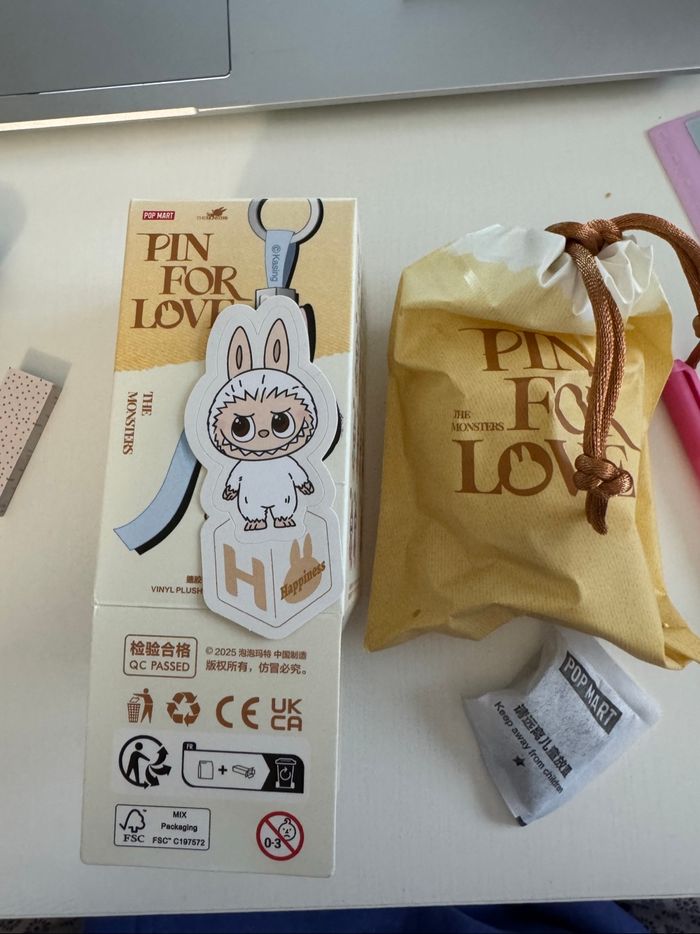 POP MART
THE MONSTERS
PIN
FOR
LOVE
©Kasing
THE
MONSTERS
VINYL PLUSH
H
Happiness
检验合格
QC PASSED
© 2025 泡泡玛特 中国制造
版权所有，仿冒必究。
CE
UK
CA
FR
+
FSC™
MIX
Packaging
FSC™ C197572
0-3
PIN
FOR
LOVE
THE
MONSTERS
POP MART
Keep away from children